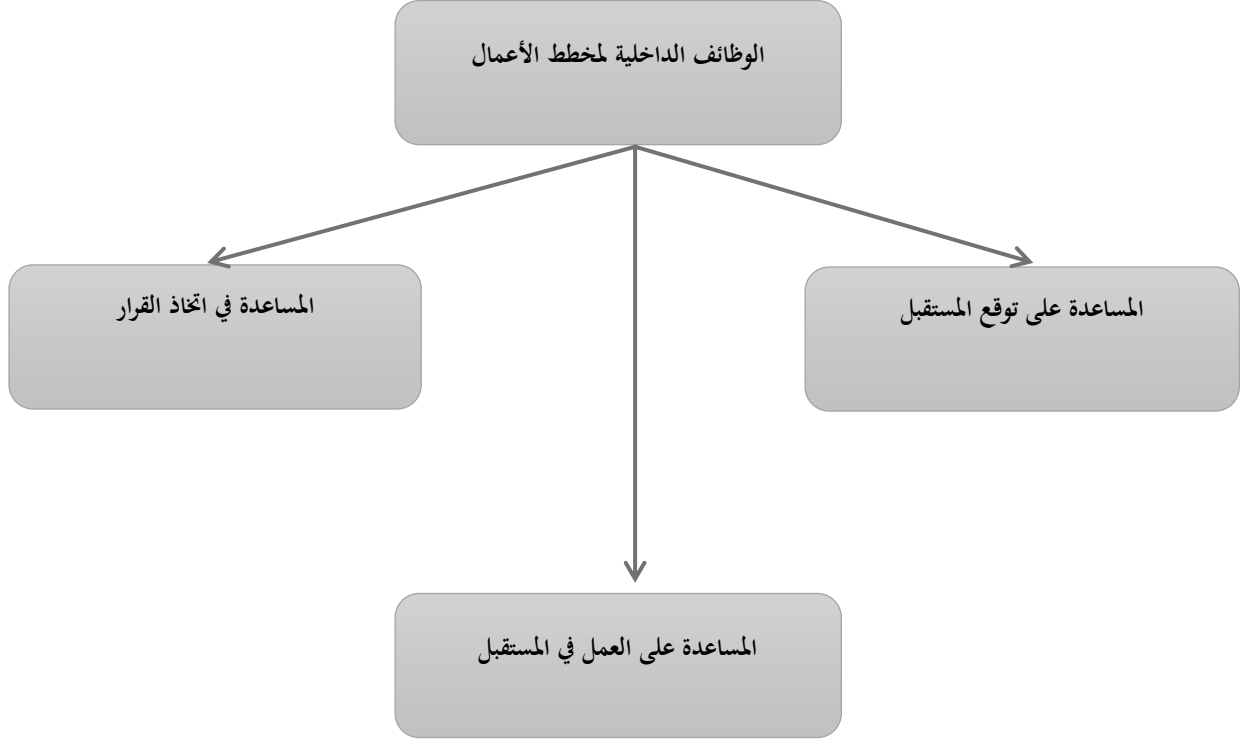 الوظائف الداخلية لمخطط الأعمال
المساعدة على توقع المستقبل
المساعدة في اتخاذ القرار
المساعدة على العمل في المستقبل